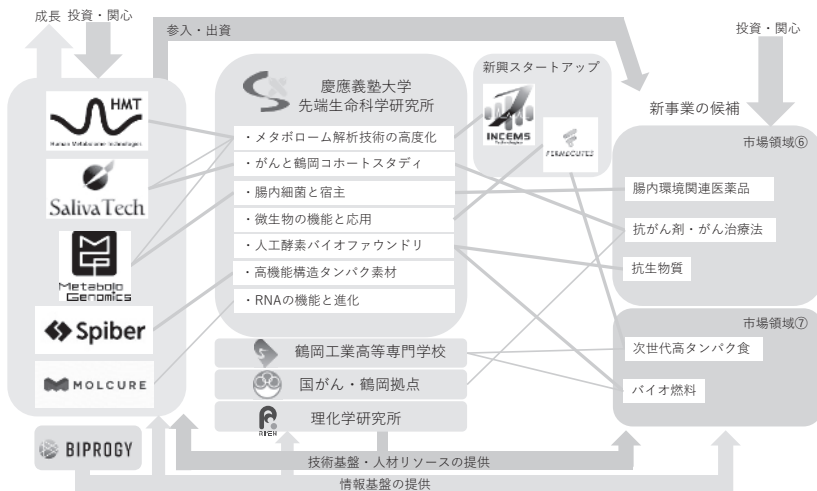 成長 投資・関心
参入・出資
投資・関心
HMT
Human Metabolome Technologies
SalivaTech
Metabolo
Genomics
Spiber
MOLCURE
BIPROGY
慶應義塾大学
先端生命科学研究所
・メタボローム解析技術の高度化
・がんと鶴岡コホートスタディ
・腸内細菌と宿主
・微生物の機能と応用
・人工酵素バイオファウンドリ
・高機能構造タンパク素材
・RNAの機能と進化
鶴岡工業高等専門学校
国がん・鶴岡拠点
理化学研究所
RIKEN
新興スタートアップ
INCEMS
Technologies
FERMECUTES
新事業の候補
市場領域⑥
腸内環境関連医薬品
抗がん剤・がん治療法
抗生物質
市場領域⑦
次世代高タンパク食
バイオ燃料
技術基盤・人材リソースの提供
情報基盤の提供